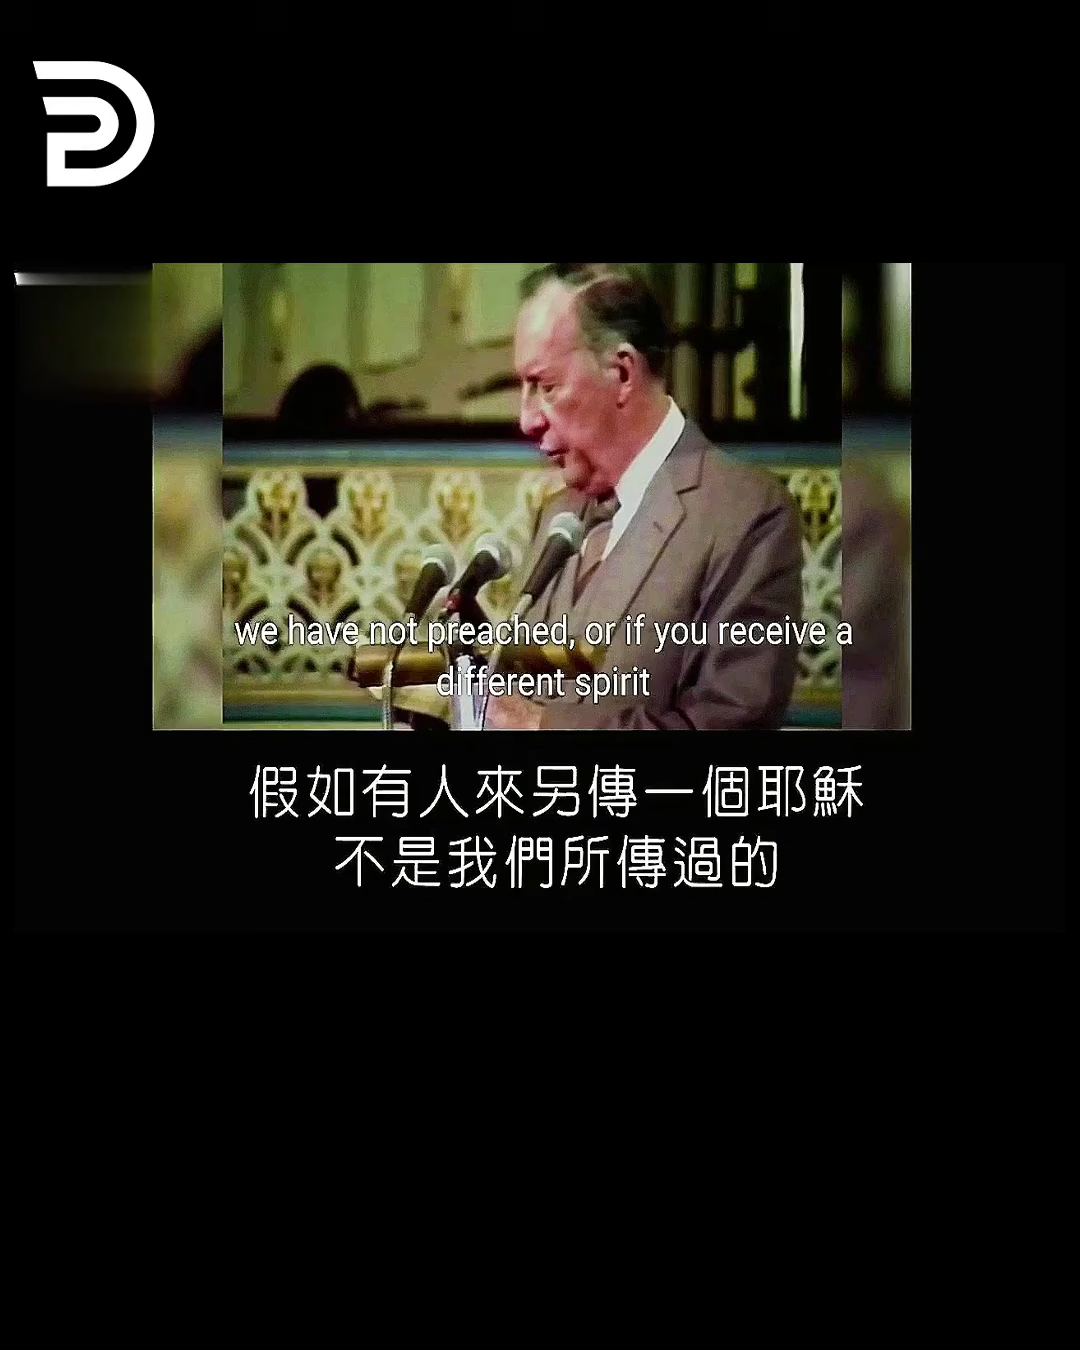 we have not preached, or if you receive a
different spirit
假如有人來另傳一個耶穌
不是我們所傳過的